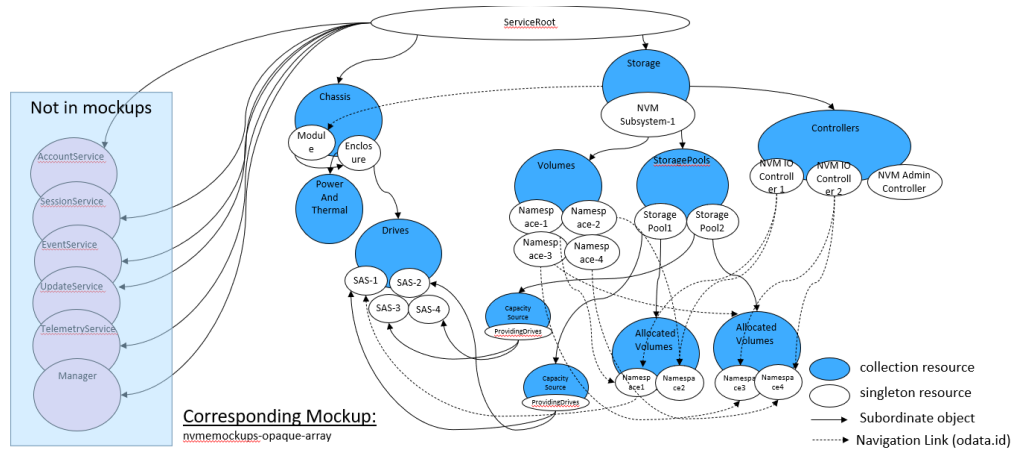 ServiceRoot
Not in mockups
AccountService
SessionService
EventService
UpdateService
TelemetryService
Manager
Chassis
Modul
e
Enclos
ure
Power
And
Thermal
Drives
SAS-1
SAS-2
SAS-3
SAS-4
Storage
NVM
Subsystem-1
Volumes
Namesp
ace-1
Namesp
ace-2
Namesp
ace-3
Namesp
ace-4
StoragePools
Storage
Pool1
Storage
Pool2
Controllers
NVM IO
Controll
er 1
NVM IO
Controll
er 2
NVM Admin
Controller
Capacity
Source
ProvidingDrives
Capacity
Source
ProvidingDrives
Allocated
Volumes
Namesp
ace1
Namespa
ce2
Allocated
Volumes
Namespa
ce3
Namespa
ce4
collection resource
singleton resource
Subordinate object
Navigation Link (odata.id)
Corresponding Mockup:
nvmemockups-opaque-array